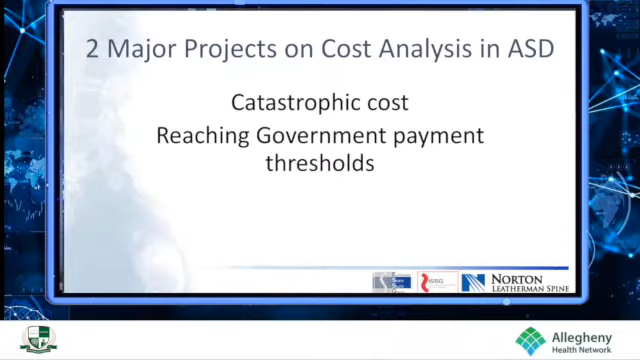 2 Major Projects on Cost Analysis in ASD
Catastrophic cost
Reaching Government payment
thresholds
ISSG
NORTON
LEATHERMAN SPINE
Allegheny
Health Network